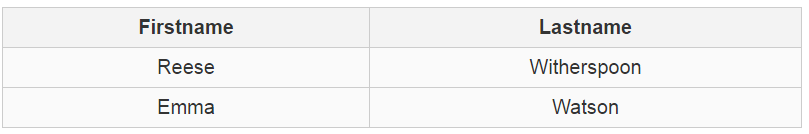 Firstname Lastname
Reese Witherspoon
Emma Watson